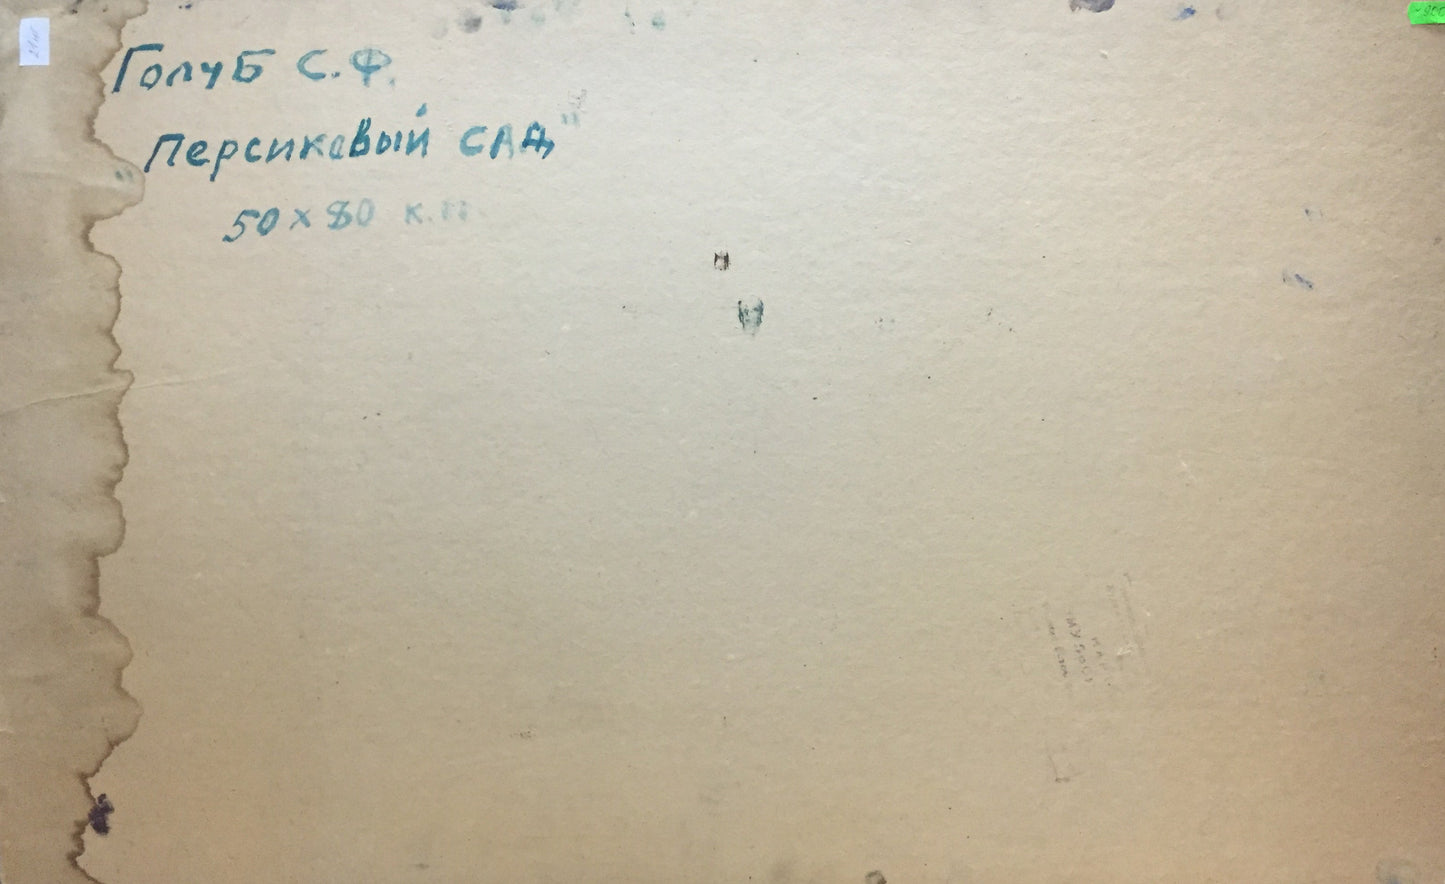 Голуб С.Ф.
"Персиковый сад"
50 x 80 к.м.